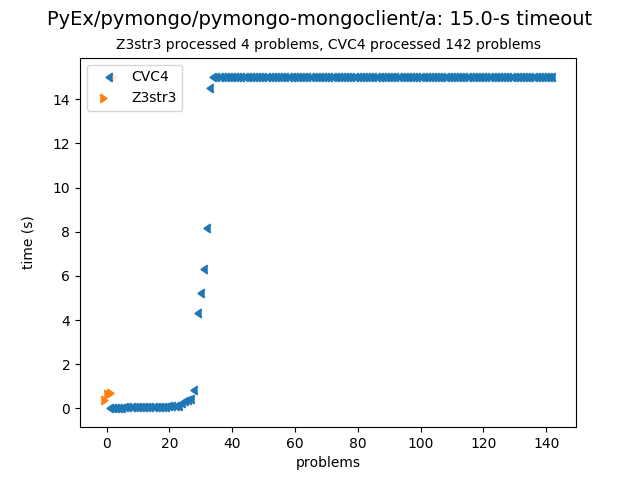 PyEx/pymongo/pymongo-mongoclient/a: 15.0-s timeout
Z3str3 processed 4 problems, CVC4 processed 142 problems
CVC4
Z3str3
14
12
10
8
6
4
2
0
time (s)
0 20 40 60 80 100 120 140
problems